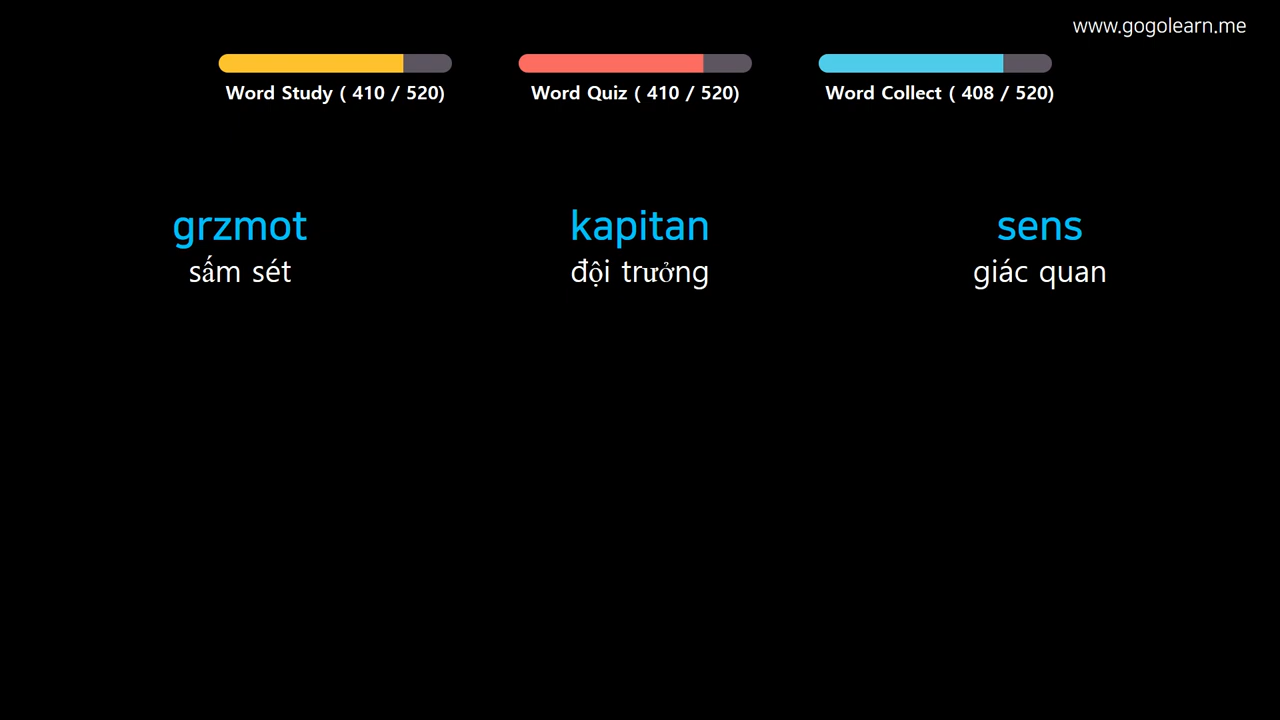 www.gogolearn.me
Word Study ( 410 / 520)
Word Quiz ( 410 / 520)
Word Collect ( 408 / 520)
grzmot
sấm sét
kapitan
đội trưởng
sens
giác quan